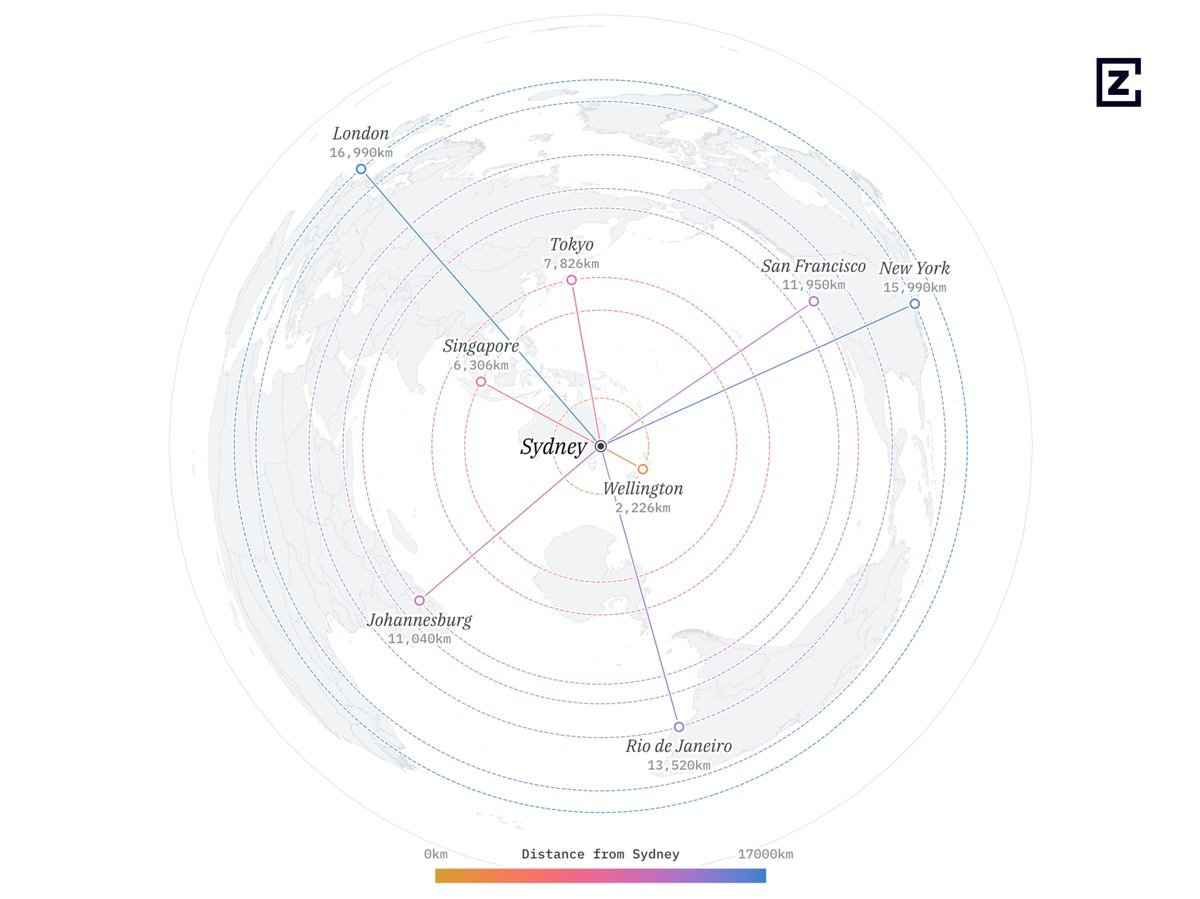 Z
London
16,990km
Tokyo
7,826km
San Francisco
11,950km
New York
15,990km
Singapore
6,306km
Sydney
Wellington
2,226km
Johannesburg
11,040km
Rio de Janeiro
13,520km
0km
Distance from Sydney
17000km